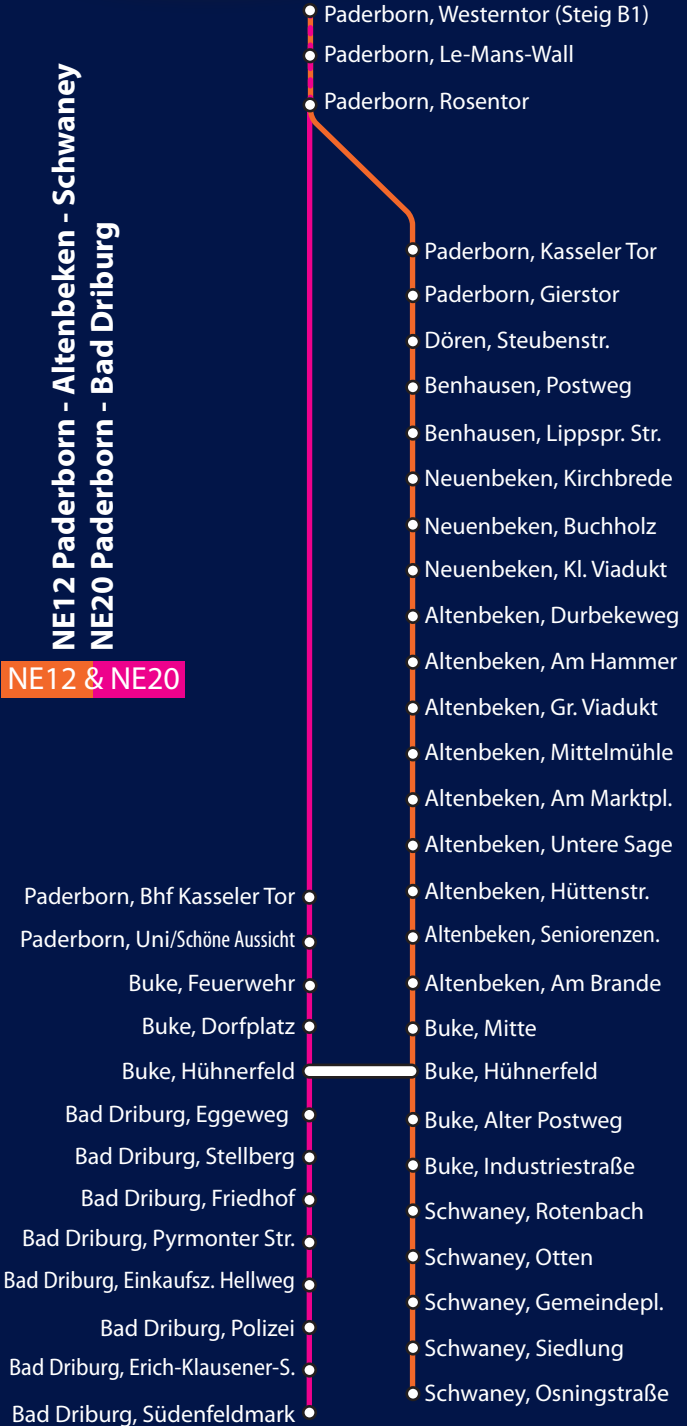 Paderborn, Westerntor (Steig B1)
Paderborn, Le-Mans-Wall
Paderborn, Rosentor
NE12 Paderborn - Altenbeken - Schwaney
NE20 Paderborn - Bad Driburg
NE12 & NE20
Paderborn, Kasseler Tor
Paderborn, Gierstor
Dören, Steubenstr.
Benhausen, Postweg
Benhausen, Lippspr. Str.
Neuenbeken, Kirchbrede
Neuenbeken, Buchholz
Neuenbeken, Kl. Viadukt
Altenbeken, Durbekeweg
Altenbeken, Am Hammer
Altenbeken, Gr. Viadukt
Altenbeken, Mittelmühle
Altenbeken, Am Marktpl.
Altenbeken, Untere Sage
Altenbeken, Hüttenstr.
Altenbeken, Seniorenzen.
Altenbeken, Am Brande
Buke, Mitte
Buke, Hühnerfeld
Buke, Alter Postweg
Buke, Industriestraße
Schwaney, Rotenbach
Schwaney, Otten
Schwaney, Gemeindepl.
Schwaney, Siedlung
Schwaney, Osningstraße
Paderborn, Bhf Kasseler Tor
Paderborn, Uni/Schöne Aussicht
Buke, Feuerwehr
Buke, Dorfplatz
Buke, Hühnerfeld
Bad Driburg, Eggeweg
Bad Driburg, Stellberg
Bad Driburg, Friedhof
Bad Driburg, Pyrmonter Str.
Bad Driburg, Einkaufsz. Hellweg
Bad Driburg, Polizei
Bad Driburg, Erich-Klausener-S.
Bad Driburg, Südenfeldmark